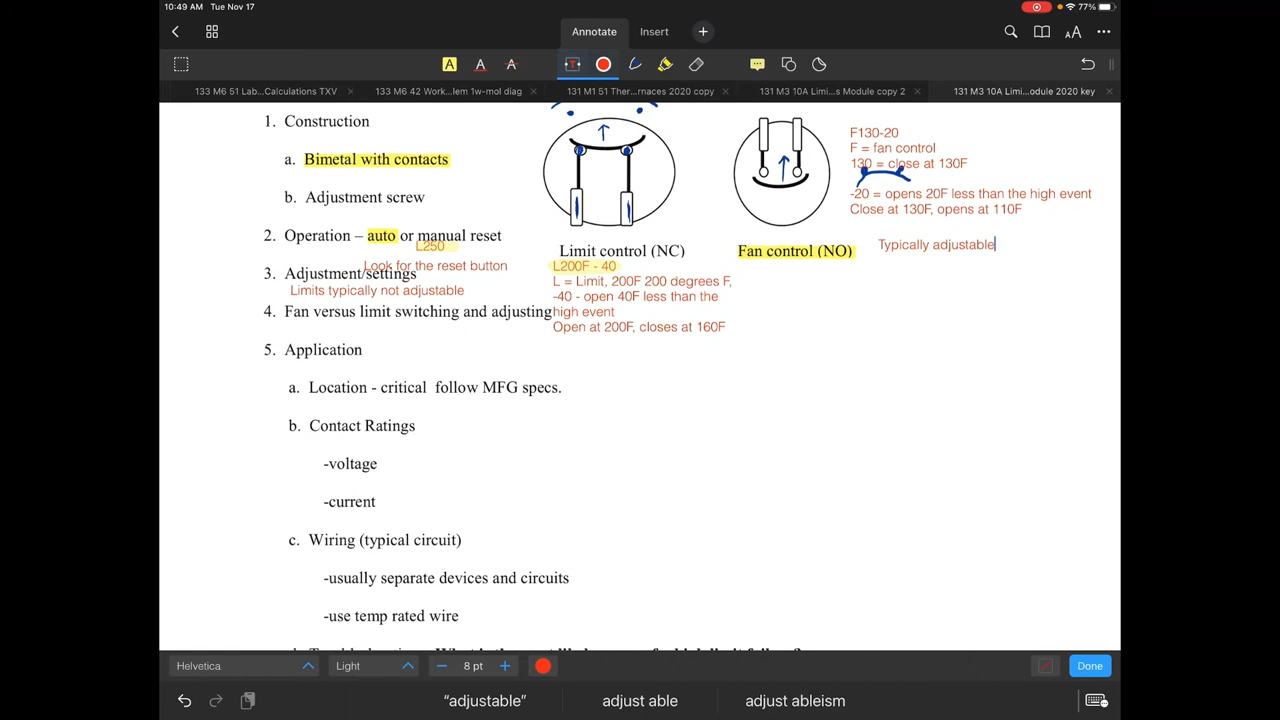 10:49 AM Tue Nov 17
77%
Annotate
Insert
133 M6 51 Lab...Calculations TXV
133 M6 42 Work...lem 1w-mol diag
131 M1 51 Ther...rnaces 2020 copy
131 M3 10A Limi...s Module copy 2
131 M3 10A Limi...odule 2020 key
1. Construction
a. Bimetal with contacts
b. Adjustment screw
2. Operation – auto or manual reset
L250
Look for the reset button
3. Adjustment/settings
Limits typically not adjustable
4. Fan versus limit switching and adjusting
5. Application
a. Location - critical follow MFG specs.
b. Contact Ratings
-voltage
-current
c. Wiring (typical circuit)
-usually separate devices and circuits
-use temp rated wire
Limit control (NC)
L200F - 40
L = Limit, 200F 200 degrees F,
-40 - open 40F less than the
high event
Open at 200F, closes at 160F
Fan control (NO)
F130-20
F = fan control
130 = close at 130F
-20 = opens 20F less than the high event
Close at 130F, opens at 110F
Typically adjustable
Helvetica
Light
8 pt
Done
“adjustable”
adjust able
adjust ableism